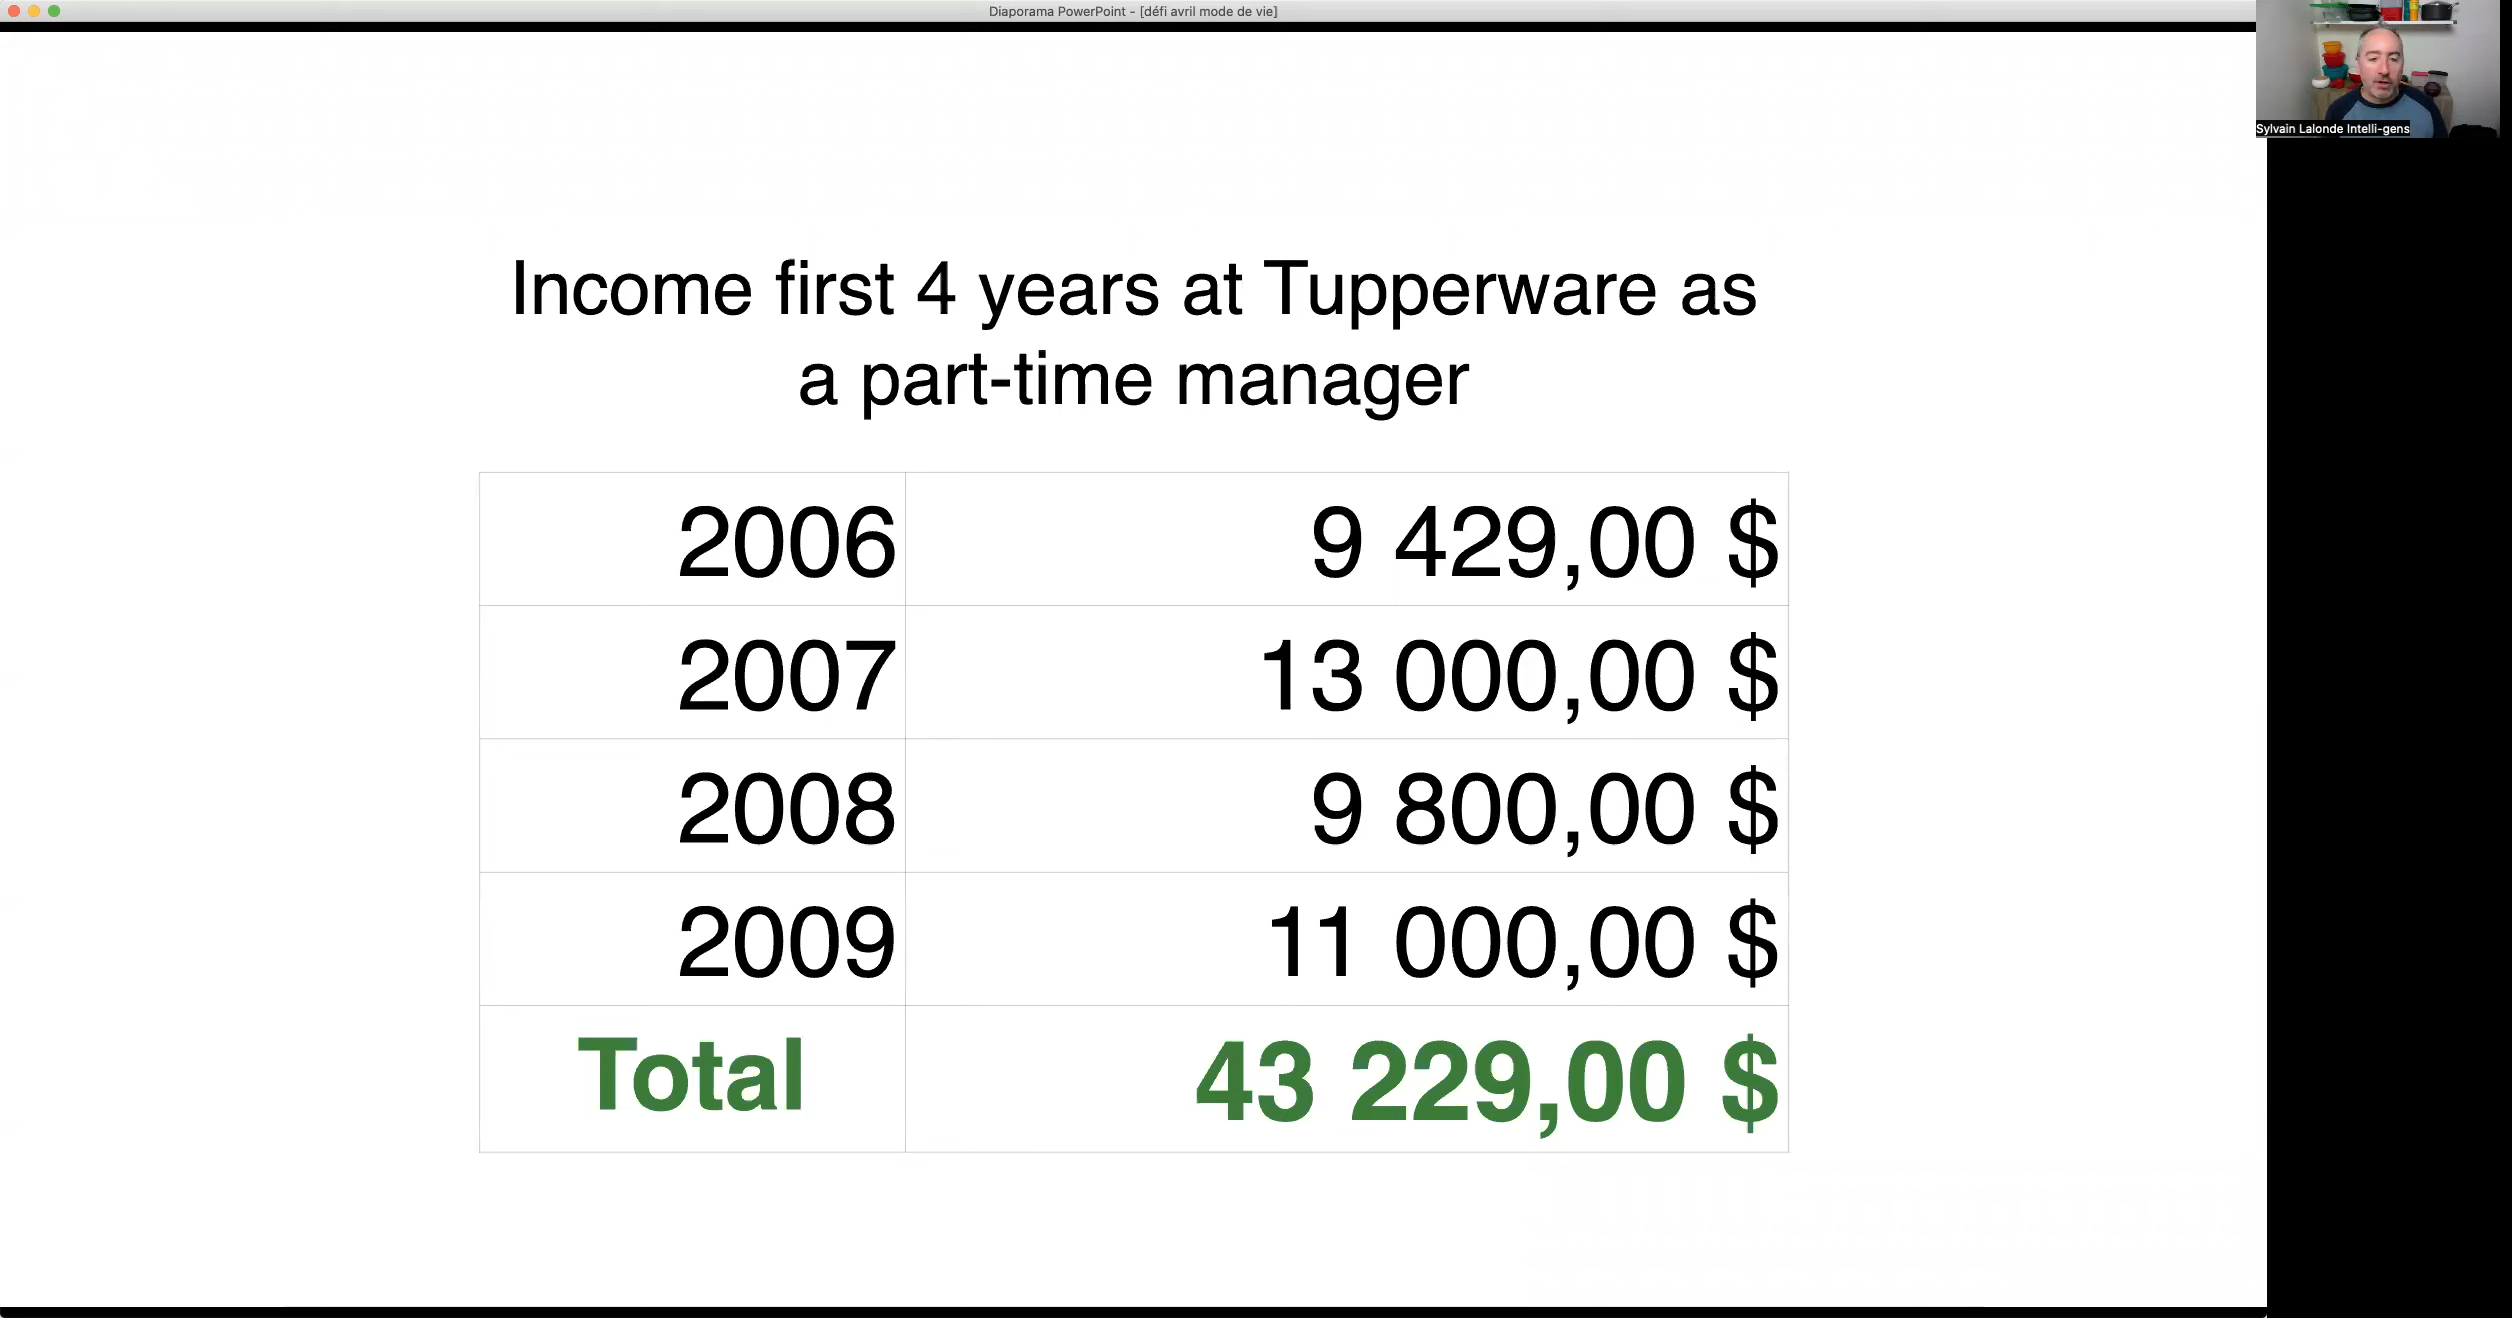 Diaporama PowerPoint - [défi avril mode de vie]
Sylvain Lalonde Intelli-gens
Income first 4 years at Tupperware as
a part-time manager
2006 9 429,00 $
2007 13 000,00 $
2008 9 800,00 $
2009 11 000,00 $
Total 43 229,00 $